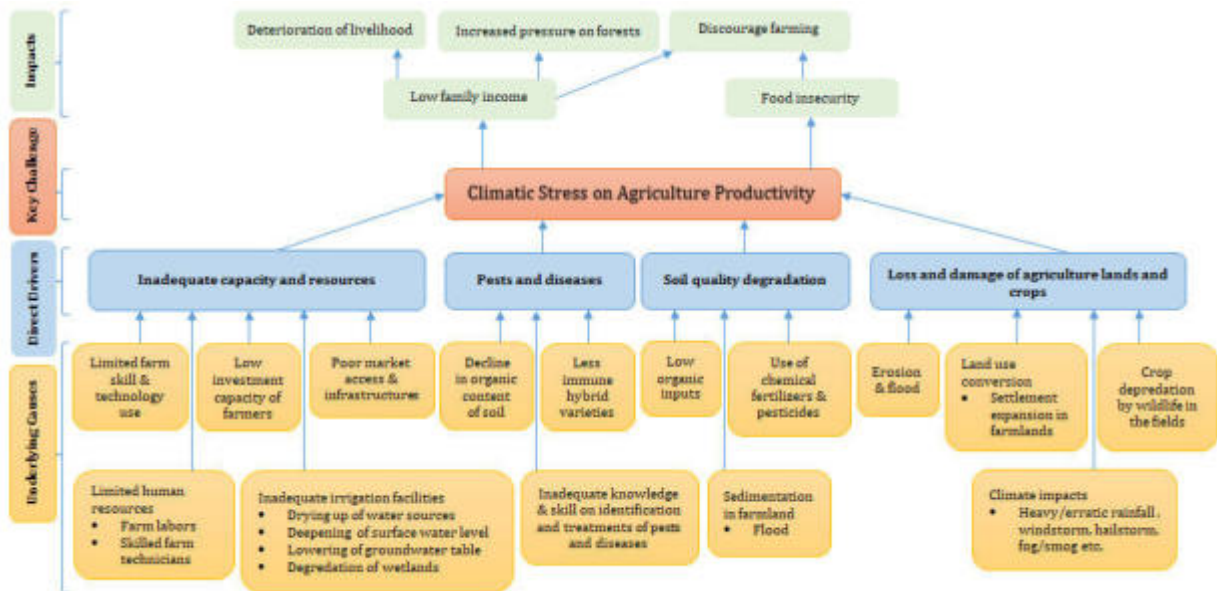 Impacts
Deterioration of livelihood
Increased pressure on forests
Discourage farming
Low family income
Food insecurity
Key Challenge
Climatic Stress on Agriculture Productivity
Direct Drivers
Inadequate capacity and resources
Pests and diseases
Soil quality degradation
Loss and damage of agriculture lands and
crops
Underlying Causes
Limited farm
skill &
technology
use
Low
investment
capacity of
farmers
Poor market
access &
infrastructures
Decline
in organic
content
of soil
Less
immune
hybrid
varieties
Low
organic
inputs
Use of
chemical
fertilizers &
pesticides
Erosion
& flood
Land use
conversion
• Settlement
expansion in
farmlands
Crop
depredation
by wildlife in
the fields
Limited human
resources
• Farm labors
• Skilled farm
technicians
Inadequate irrigation facilities
• Drying up of water sources
• Deepening of surface water level
• Lowering of groundwater table
• Degredation of wetlands
Inadequate knowledge
& skill on identification
and treatments of pests
and diseases
Sedimentation
in farmland
• Flood
Climate impacts
• Heavy/erratic rainfall,
windstorm, hailstorm,
fog/smog etc.